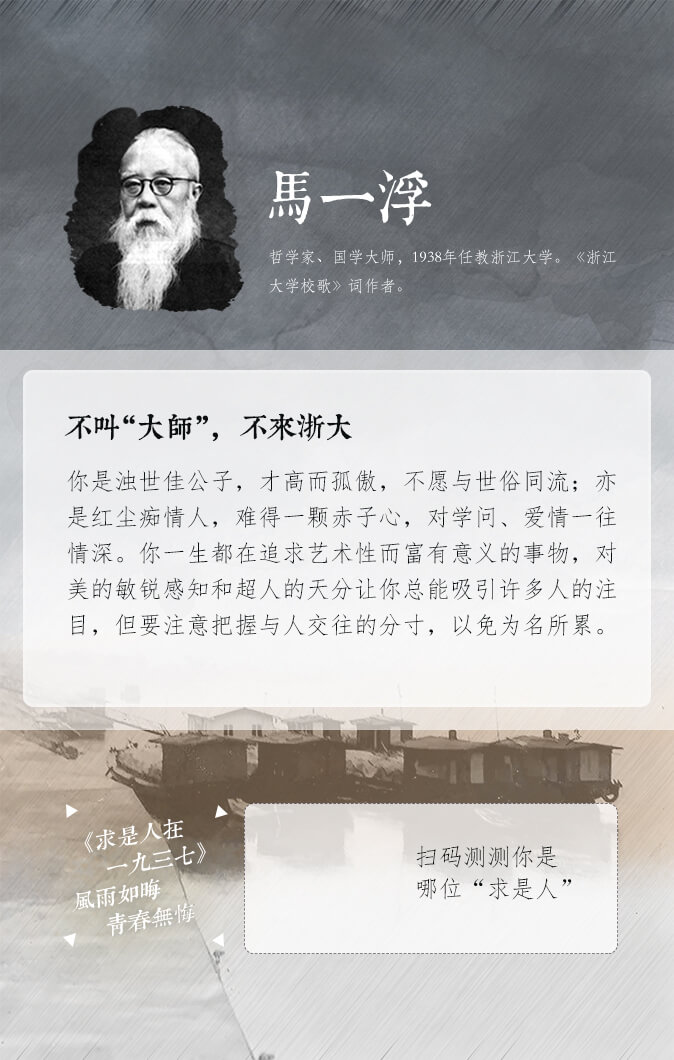 馬一浮
哲学家、国学大师，1938年任教浙江大学。《浙江
大学校歌》词作者。
不叫“大師”，不來浙大
你是浊世佳公子，才高而孤傲，不愿与世俗同流；亦
是红尘痴情人，难得一颗赤子心，对学问、爱情一往
情深。你一生都在追求艺术性而富有意义的事物，对
美的敏锐感知和超人的天分让你总能吸引许多人的注
目，但要注意把握与人交往的分寸，以免为名所累。
《求是人在
一九三七》
風雨如晦
青春無悔
扫码测测你是
哪位“求是人”